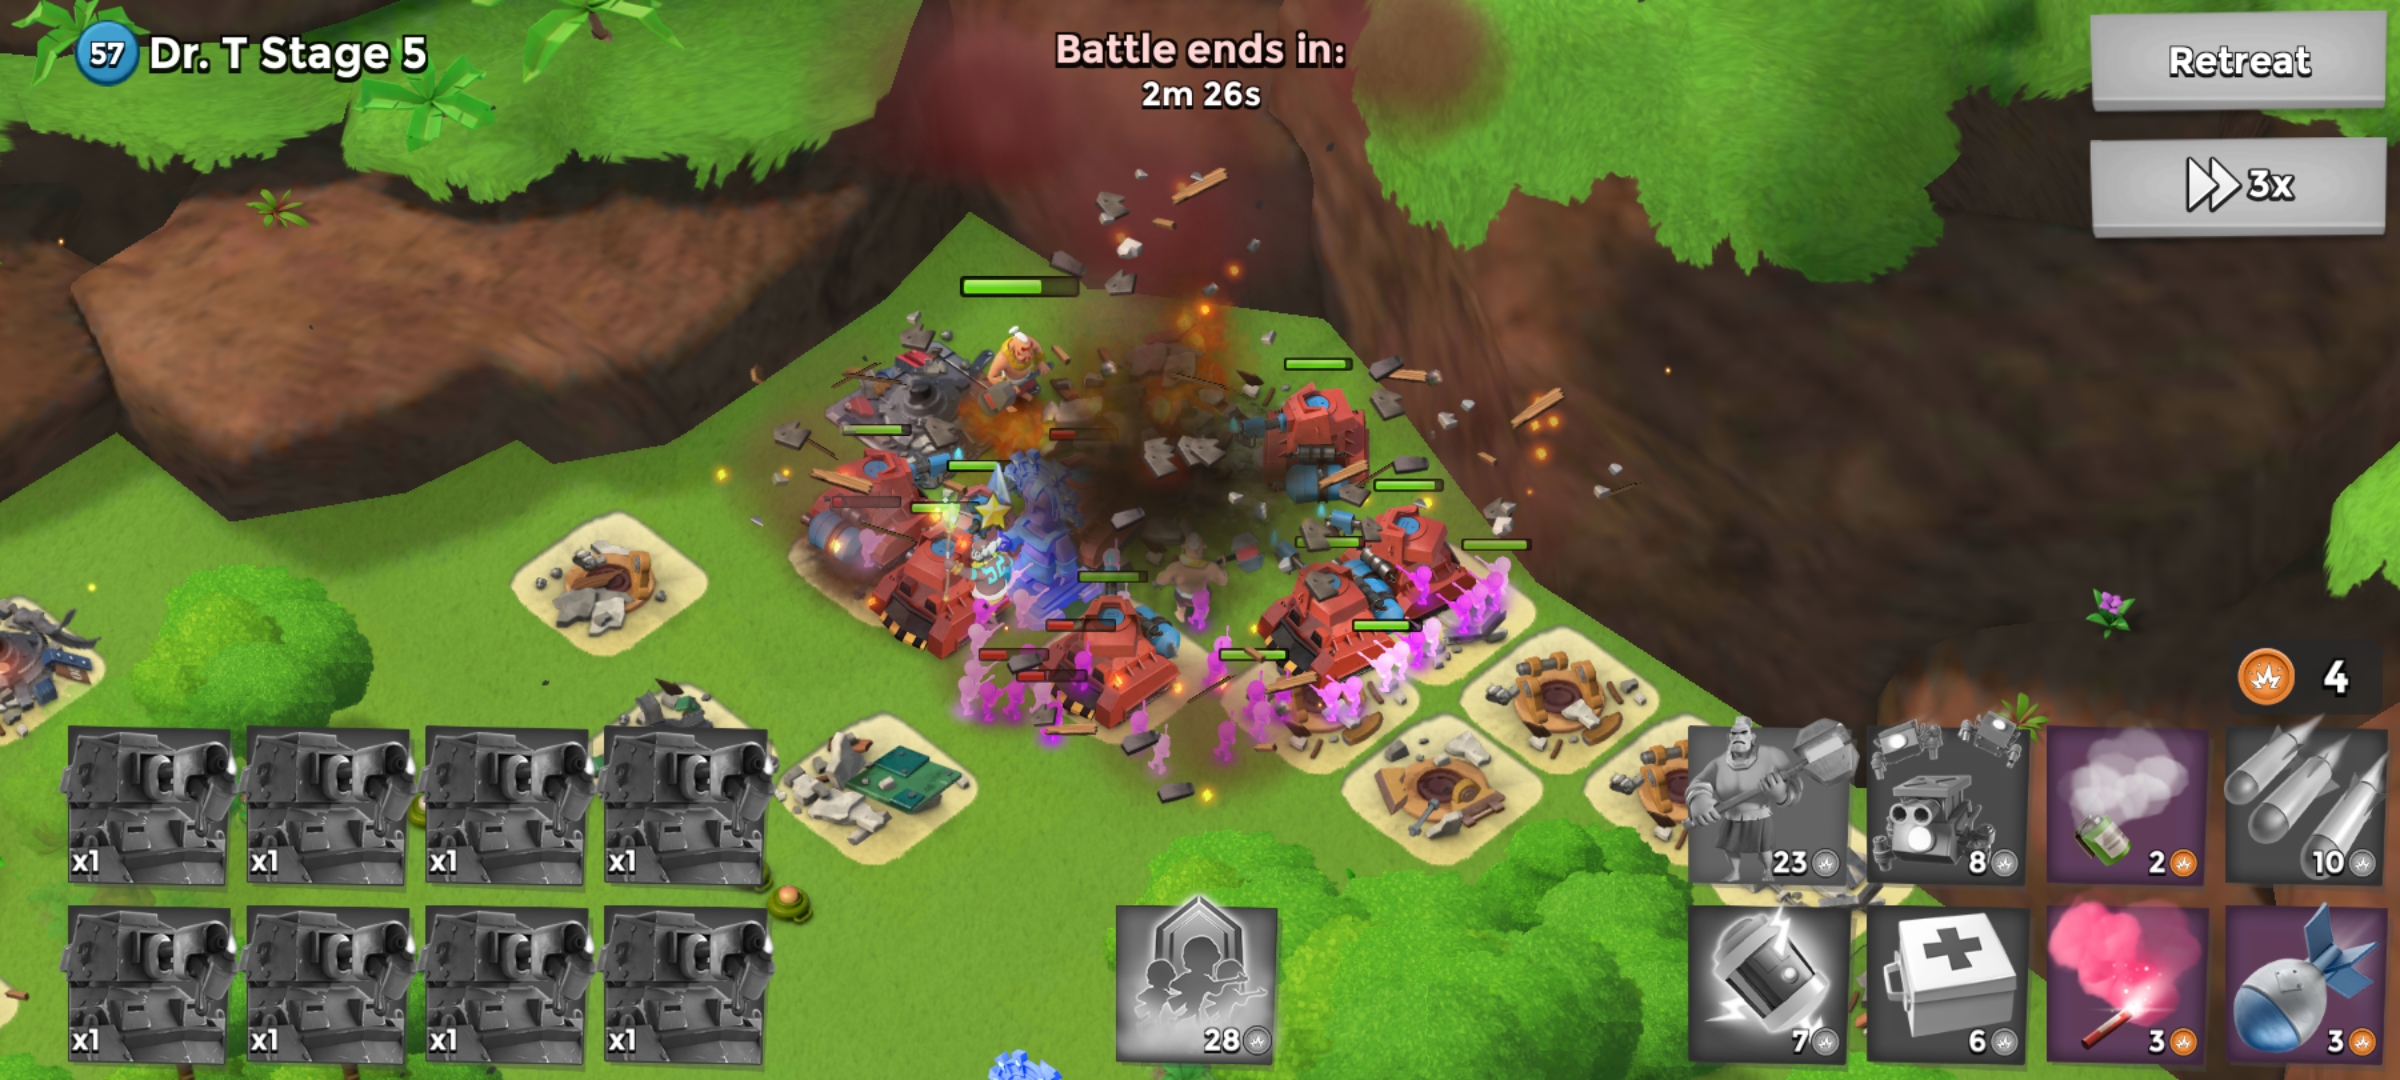 57 Dr. T Stage 5
Battle ends in:
2m 26s
Retreat
3x
4
x1 x1 x1 x1
23 8 2 10
52
x1 x1 x1 x1
28
7 6 3 3